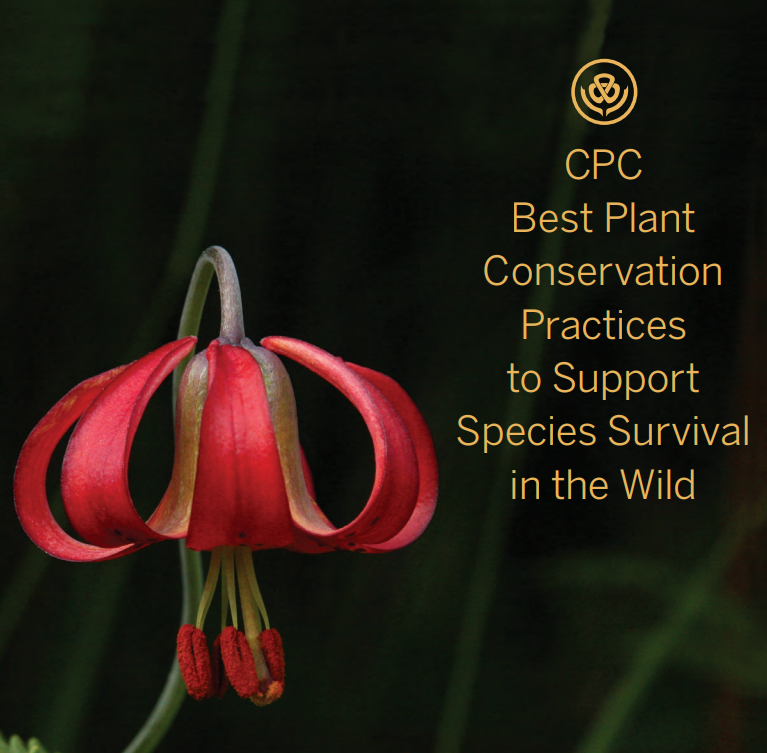 CPC
Best Plant
Conservation
Practices
to Support
Species Survival
in the Wild